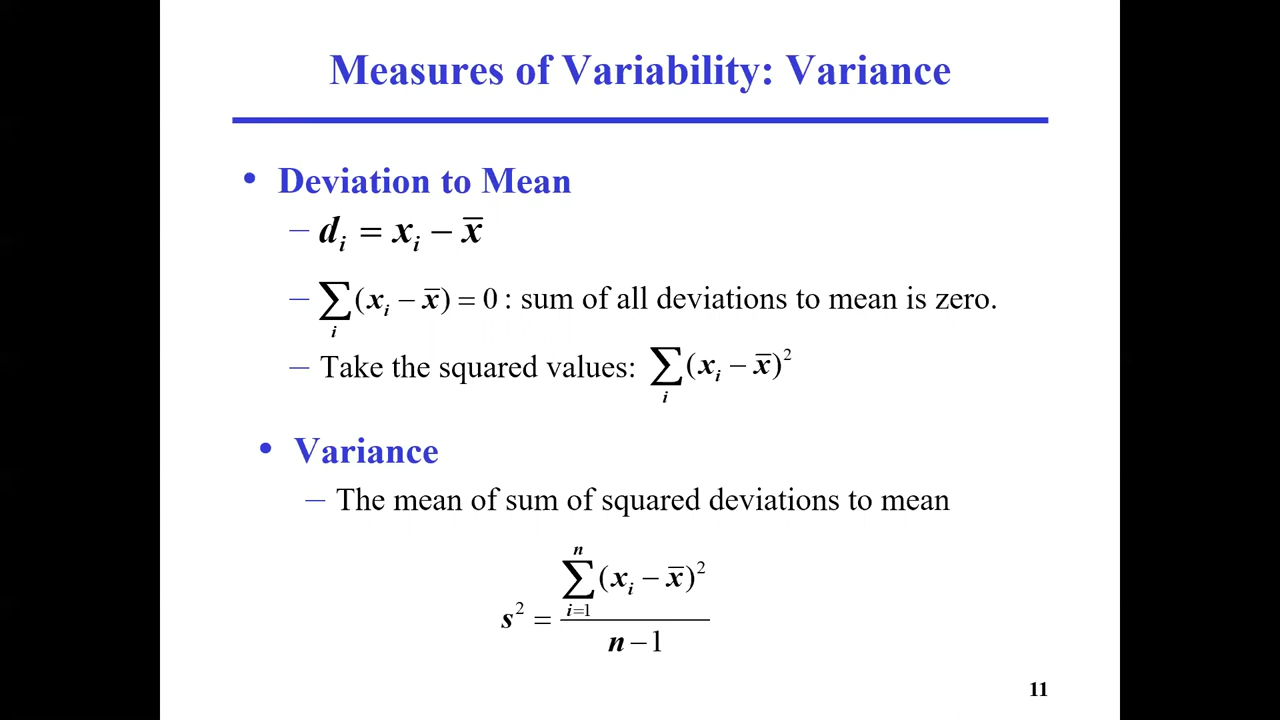 Measures of Variability: Variance
• Deviation to Mean
– dᵢ = xᵢ − x̅
– ∑ᵢ (xᵢ − x̅) = 0 : sum of all deviations to mean is zero.
– Take the squared values: ∑ᵢ (xᵢ − x̅)²
• Variance
– The mean of sum of squared deviations to mean
s² = ∑ⁿᵢ₌₁ (xᵢ − x̅)² / n − 1
11